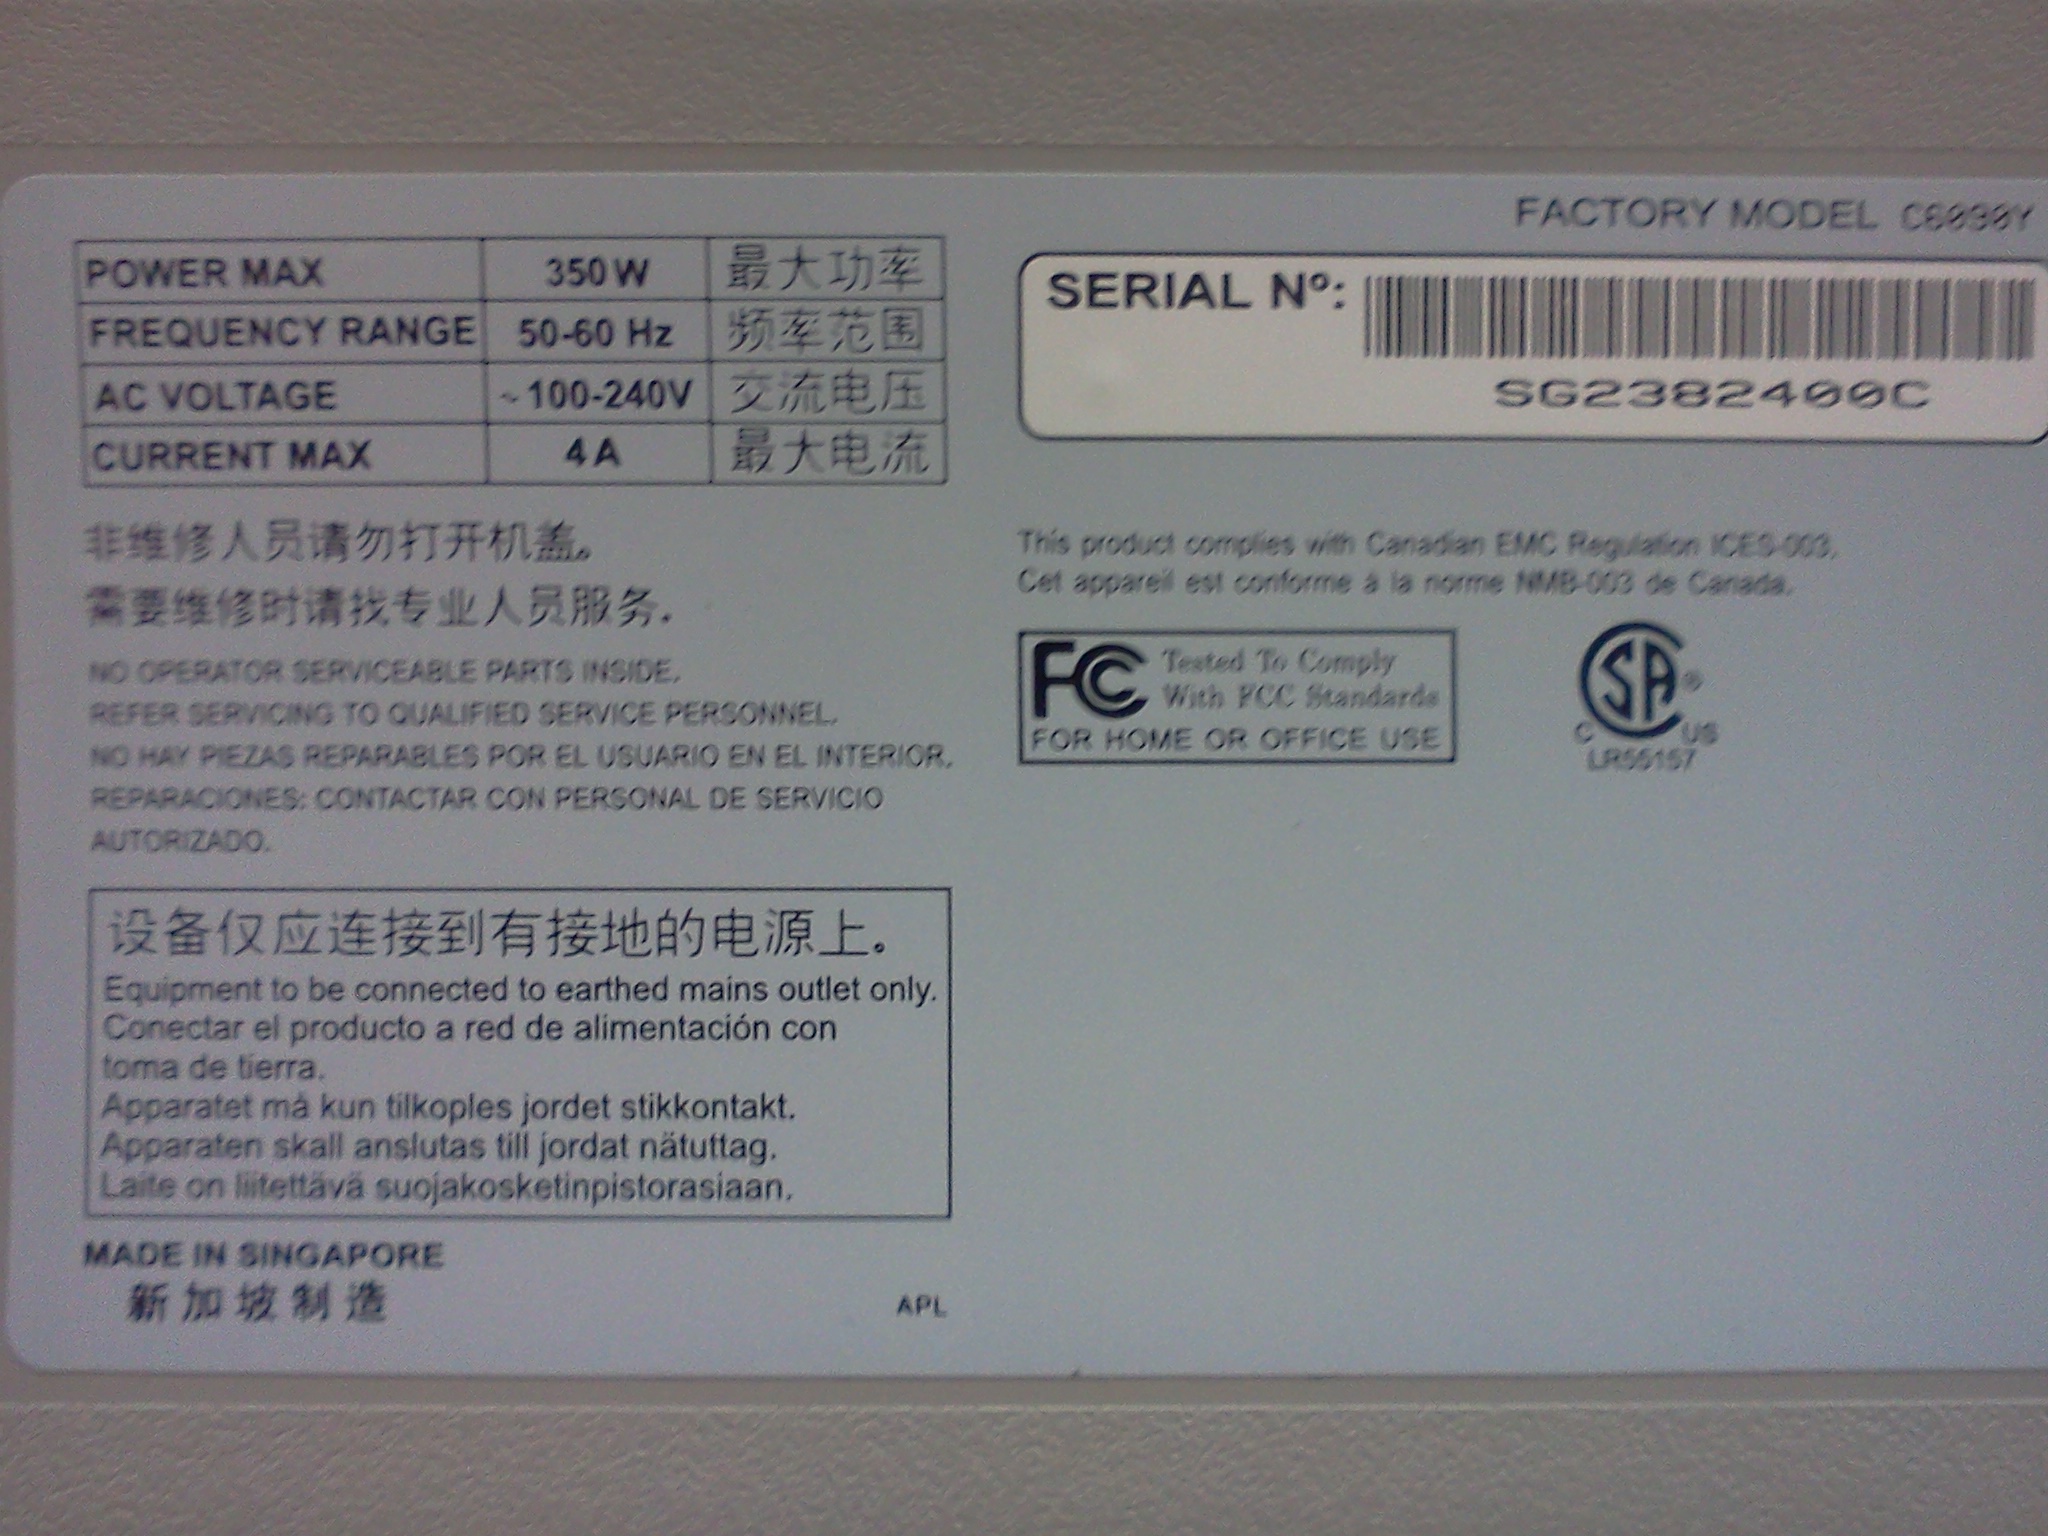 FACTORY MODEL C6090Y
POWER MAX 350W 最大功率
FREQUENCY RANGE 50-60 Hz 频率范围
AC VOLTAGE ~100-240V 交流电压
CURRENT MAX 4A 最大电流
SERIAL Nº:
SG2382400C
非维修人员请勿打开机盖。
需要维修时请找专业人员服务.
NO OPERATOR SERVICEABLE PARTS INSIDE.
REFER SERVICING TO QUALIFIED SERVICE PERSONNEL.
NO HAY PIEZAS REPARABLES POR EL USUARIO EN EL INTERIOR.
REPARACIONES: CONTACTAR CON PERSONAL DE SERVICIO
AUTORIZADO.
设备仅应连接到有接地的电源上。
Equipment to be connected to earthed mains outlet only.
Conectar el producto a red de alimentación con
toma de tierra.
Apparatet må kun tilkoples jordet stikkontakt.
Apparaten skall anslutas till jordat nätuttag.
Laite on liitettävä suojakosketinpistorasiaan.
MADE IN SINGAPORE
新加坡制造
APL
This product complies with Canadian EMC Regulation ICES-003.
Cet appareil est conforme à la norme NMB-003 de Canada.
FC Tested To Comply
With FCC Standards
FOR HOME OR OFFICE USE
SA®
C US
LR55157